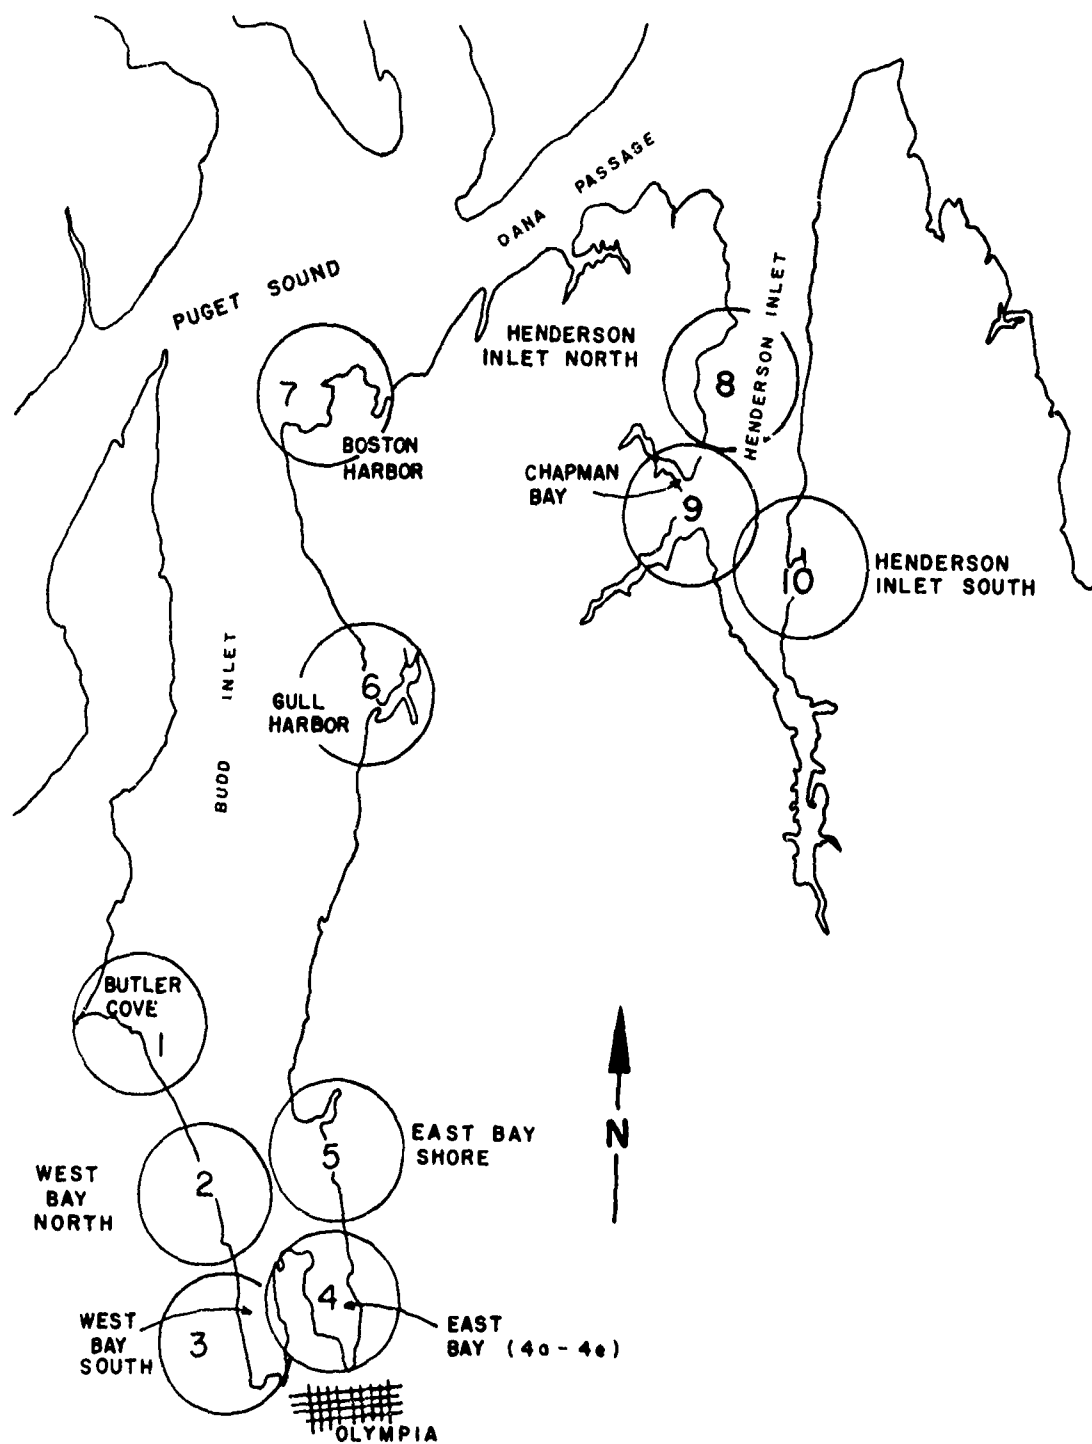 DANA PASSAGE
PUGET SOUND
HENDERSON INLET
HENDERSON
INLET NORTH
7
8
BOSTON
HARBOR
CHAPMAN
BAY
9
10
HENDERSON
INLET SOUTH
BUDD INLET
6
GULL
HARBOR
BUTLER
COVE
1
N
5
EAST BAY
SHORE
2
WEST
BAY
NORTH
4
WEST
BAY
SOUTH
3
EAST
BAY (4a - 4e)
OLYMPIA